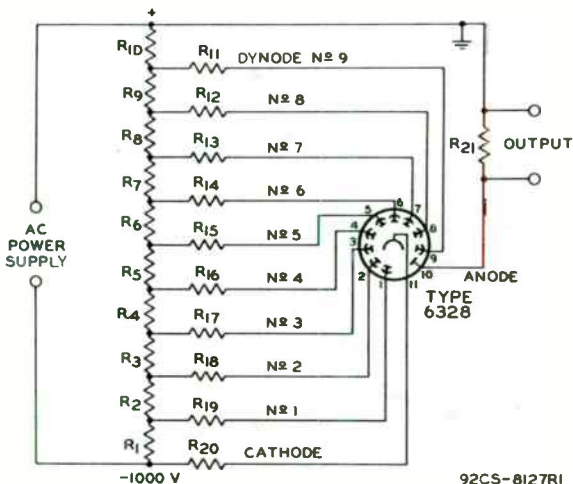 +
R10
R11
DYNODE Nº 9
R9
R12
Nº 8
R8
R13
Nº 7
R21
OUTPUT
R7
R14
Nº 6
R6
R15
Nº 5
AC
POWER
SUPPLY
R5
R16
Nº 4
R4
R17
Nº 3
R3
R18
Nº 2
R2
R19
Nº 1
R1
R20
CATHODE
-1000 V
1
2
3
4
5
6
7
8
9
10
11
ANODE
TYPE
6328
92CS-8127R1